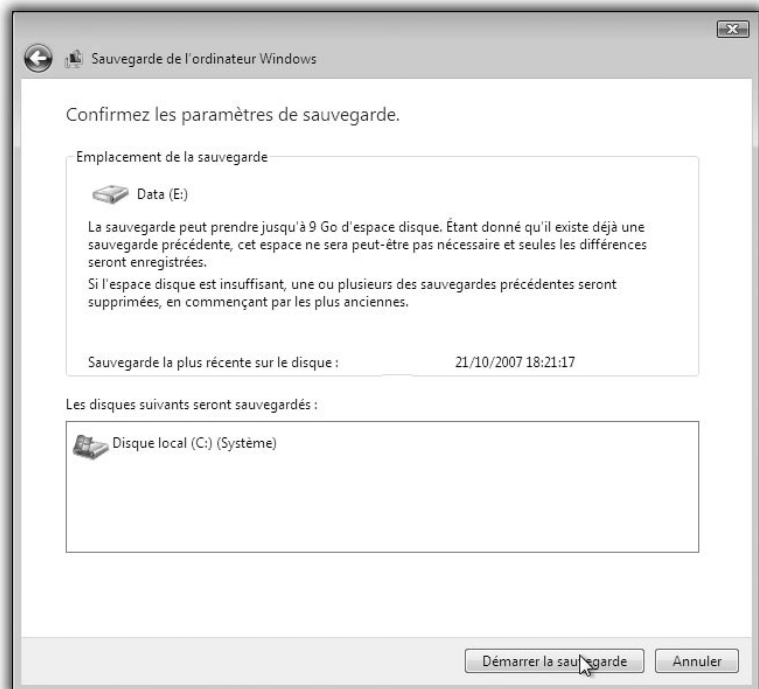 Sauvegarde de l'ordinateur Windows
Confirmez les paramètres de sauvegarde.
Emplacement de la sauvegarde
Data (E:)
La sauvegarde peut prendre jusqu'à 9 Go d'espace disque. Étant donné qu'il existe déjà une
sauvegarde précédente, cet espace ne sera peut-être pas nécessaire et seules les différences
seront enregistrées.
Si l'espace disque est insuffisant, une ou plusieurs des sauvegardes précédentes seront
supprimées, en commençant par les plus anciennes.
Sauvegarde la plus récente sur le disque : 21/10/2007 18:21:17
Les disques suivants seront sauvegardés :
Disque local (C:) (Système)
Démarrer la sauvegarde Annuler